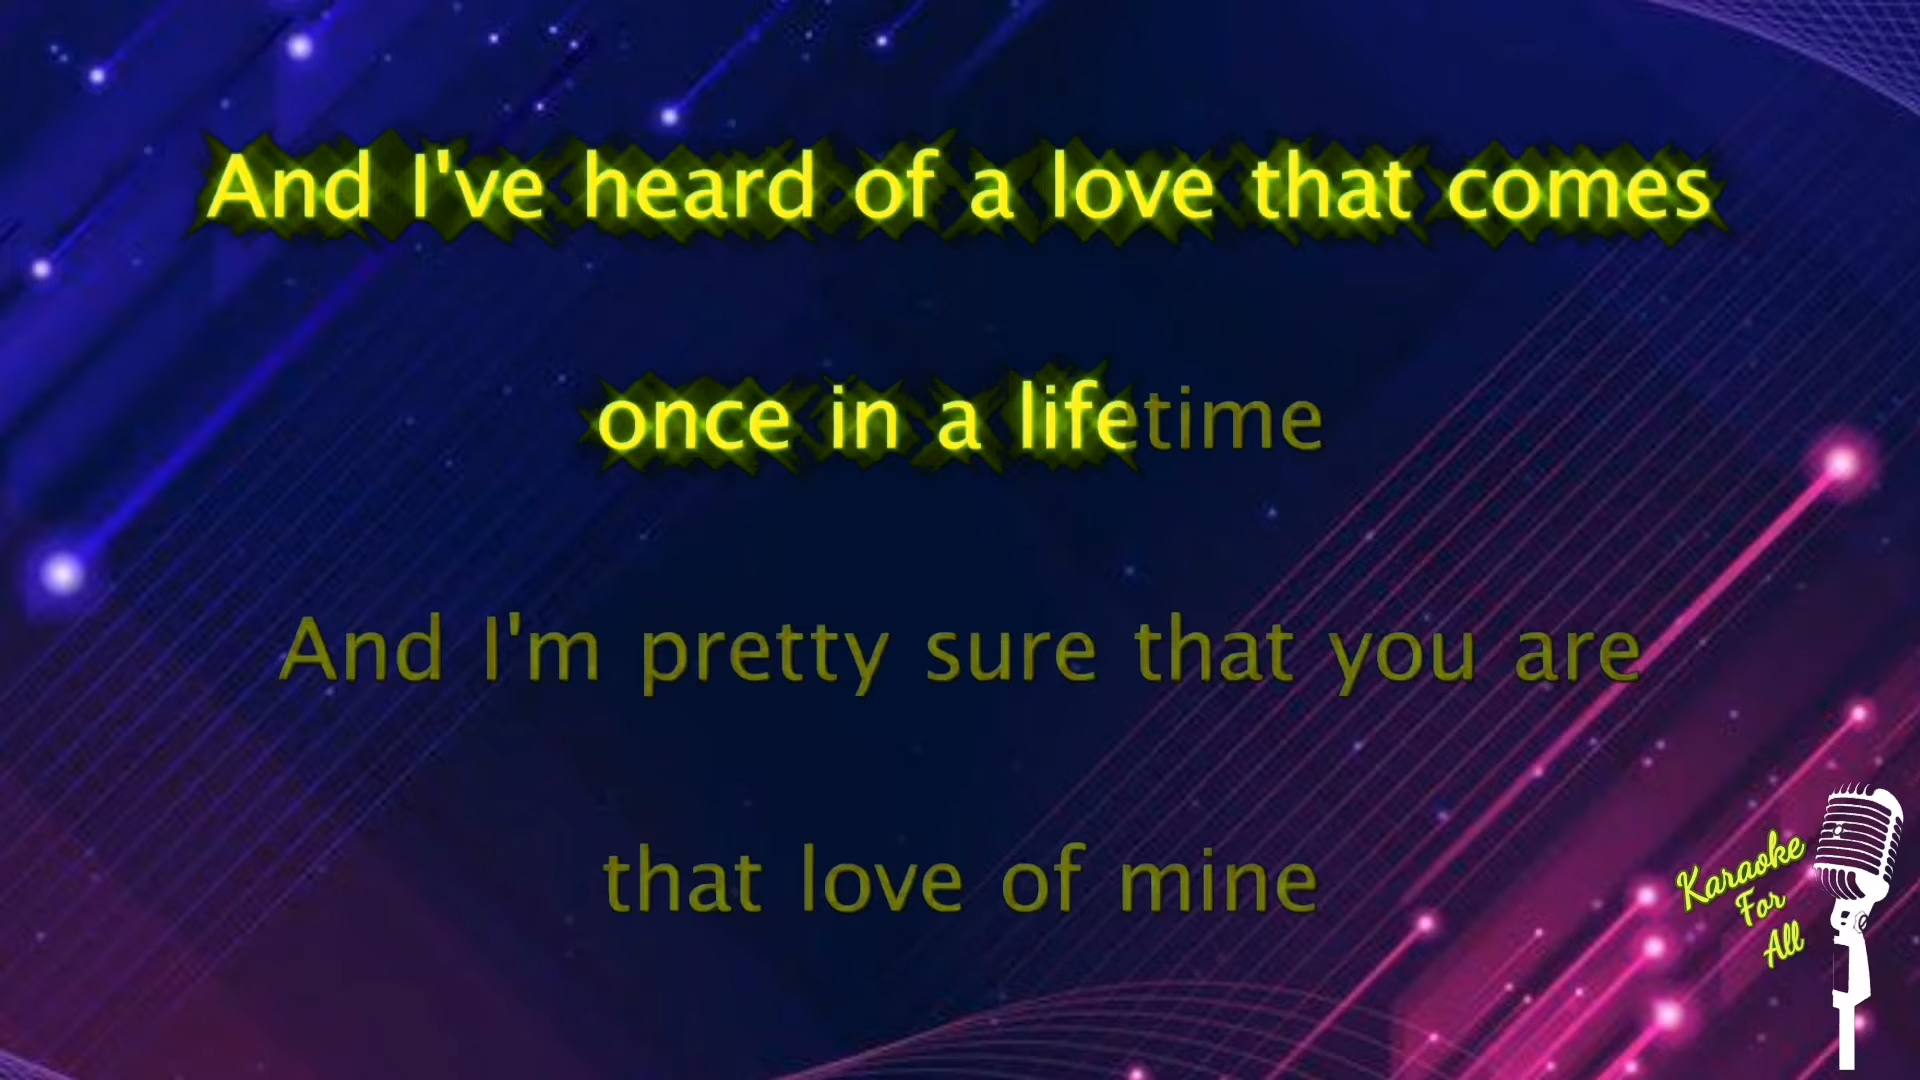 And I've heard of a love that comes
once in a lifetime
And I'm pretty sure that you are
that love of mine
Karaoke
For
All